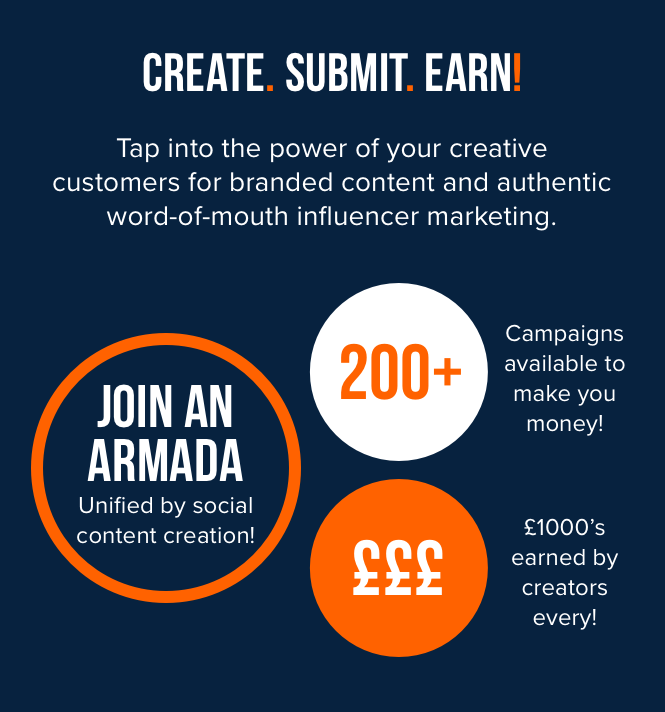 CREATE. SUBMIT. EARN!
Tap into the power of your creative
customers for branded content and authentic
word-of-mouth influencer marketing.
JOIN AN
ARMADA
Unified by social
content creation!
200+
Campaigns
available to
make you
money!
£££
£1000’s
earned by
creators
every!